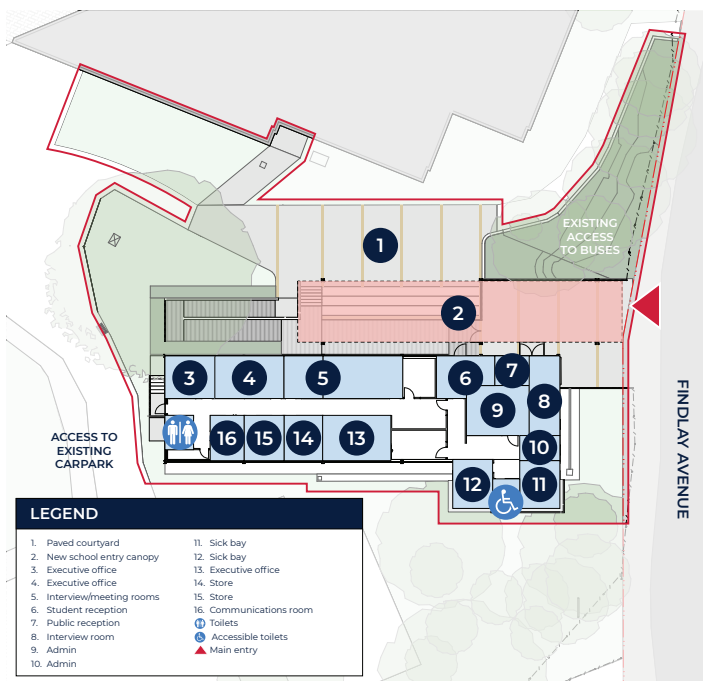 EXISTING
ACCESS
TO BUSES
1
2
3
4
5
6
7
8
9
10
16
15
14
13
12
11
ACCESS TO
EXISTING
CARPARK
FINDLAY AVENUE
LEGEND
1. Paved courtyard
2. New school entry canopy
3. Executive office
4. Executive office
5. Interview/meeting rooms
6. Student reception
7. Public reception
8. Interview room
9. Admin
10. Admin
11. Sick bay
12. Sick bay
13. Executive office
14. Store
15. Store
16. Communications room
Toilets
Accessible toilets
Main entry